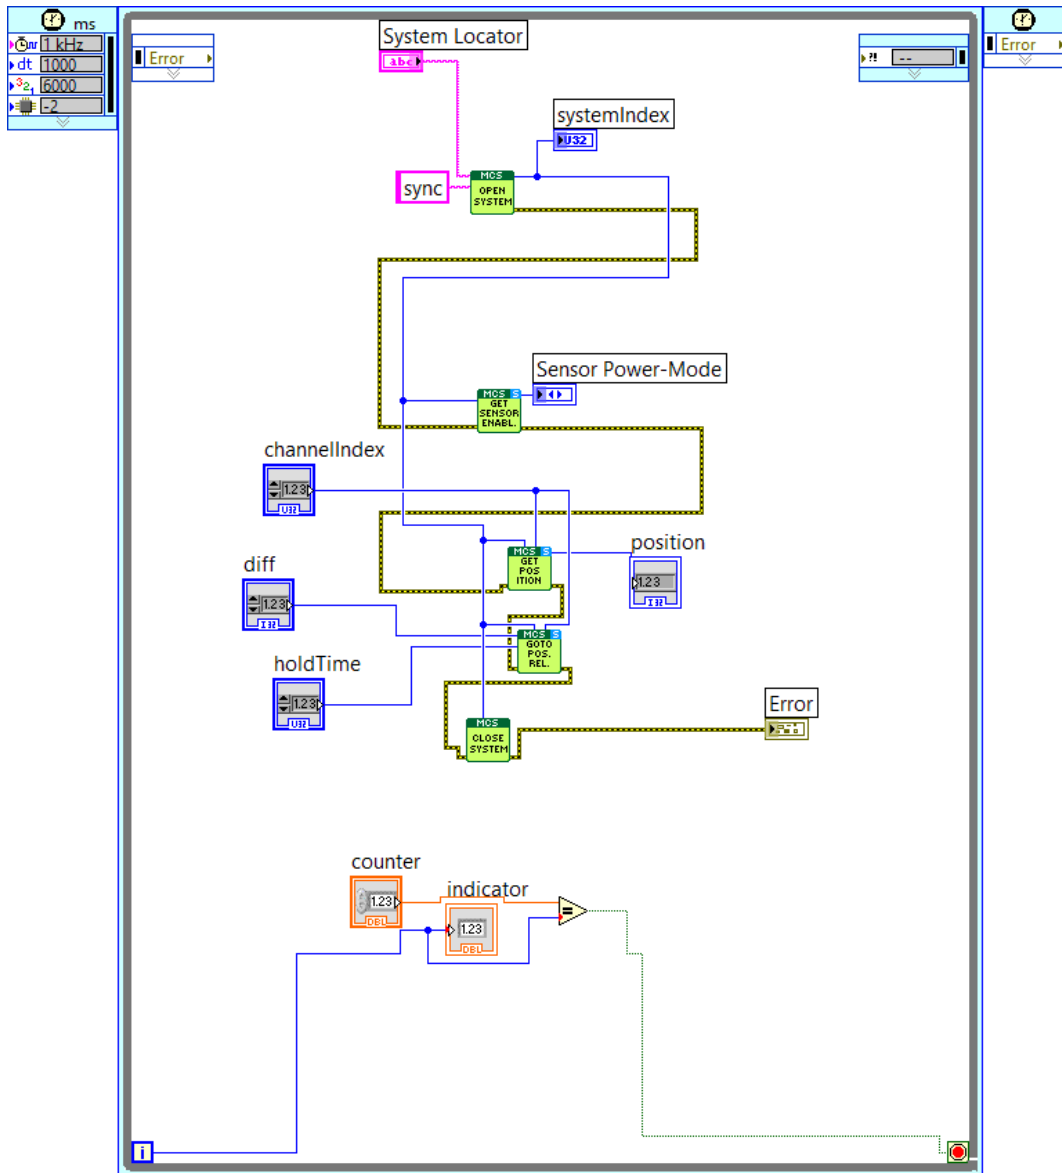 ms
1 kHz
dt 1000
6000
-2
Error
System Locator
abc
sync
MCS
OPEN
SYSTEM
systemIndex
U32
?! --
Error
Sensor Power-Mode
MCS S
GET
SENSOR
ENABL.
channelIndex
1.23
U32
MCS S
GET
POS
ITION
position
1.23
I32
diff
1.23
I32
MCS S
GOTO
POS.
REL.
holdTime
1.23
U32
MCS
CLOSE
SYSTEM
Error
counter
1.23
DBL
indicator
1.23
DBL
=
i